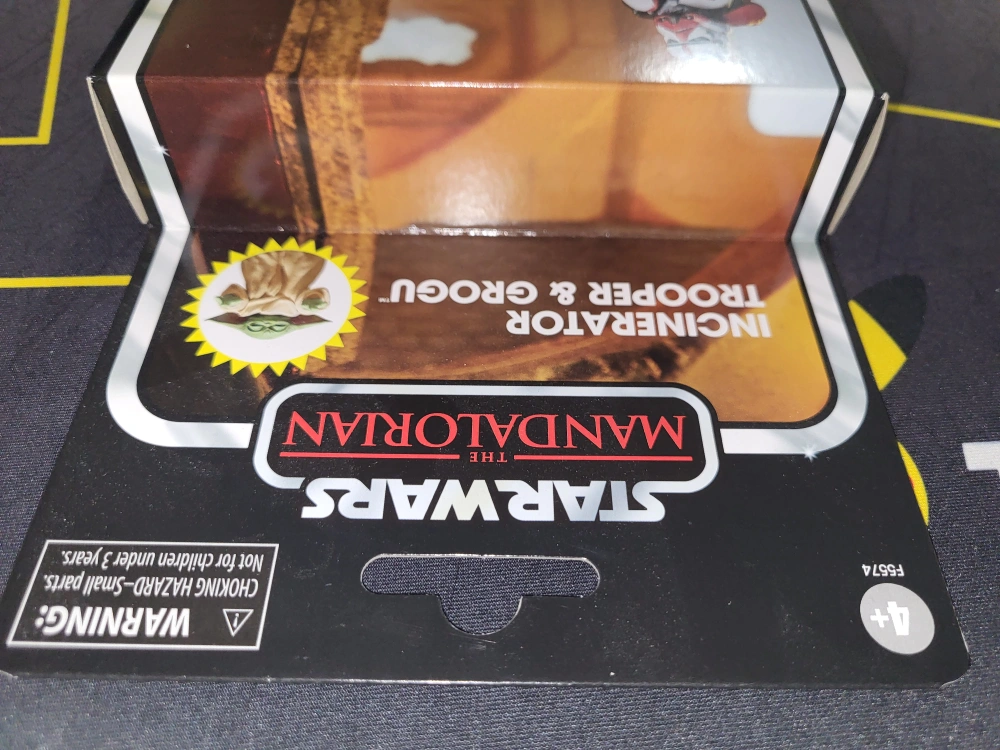 4+
F5574
⚠ WARNING:
CHOKING HAZARD–Small parts.
Not for children under 3 years.
STAR WARS
THE
MANDALORIAN
INCINERATOR
TROOPER & GROGU™